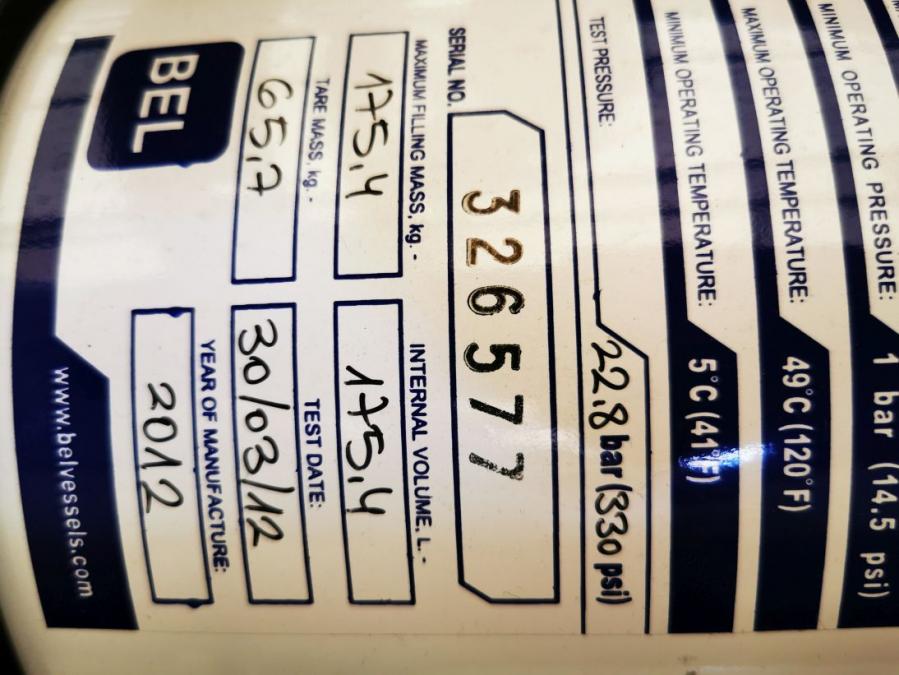 MINIMUM OPERATING PRESSURE: 1 bar (14.5 psi)
MAXIMUM OPERATING TEMPERATURE: 49°C (120°F)
MINIMUM OPERATING TEMPERATURE: 5°C (41°F)
TEST PRESSURE: 22.8 bar (330 psi)
SERIAL NO. 326577
MAXIMUM FILLING MASS, kg.- INTERNAL VOLUME, L.-
175,4 175,4
TARE MASS, kg.- TEST DATE:
65,7 30/03/12
YEAR OF MANUFACTURE:
BEL 2012
www.belvessels.com